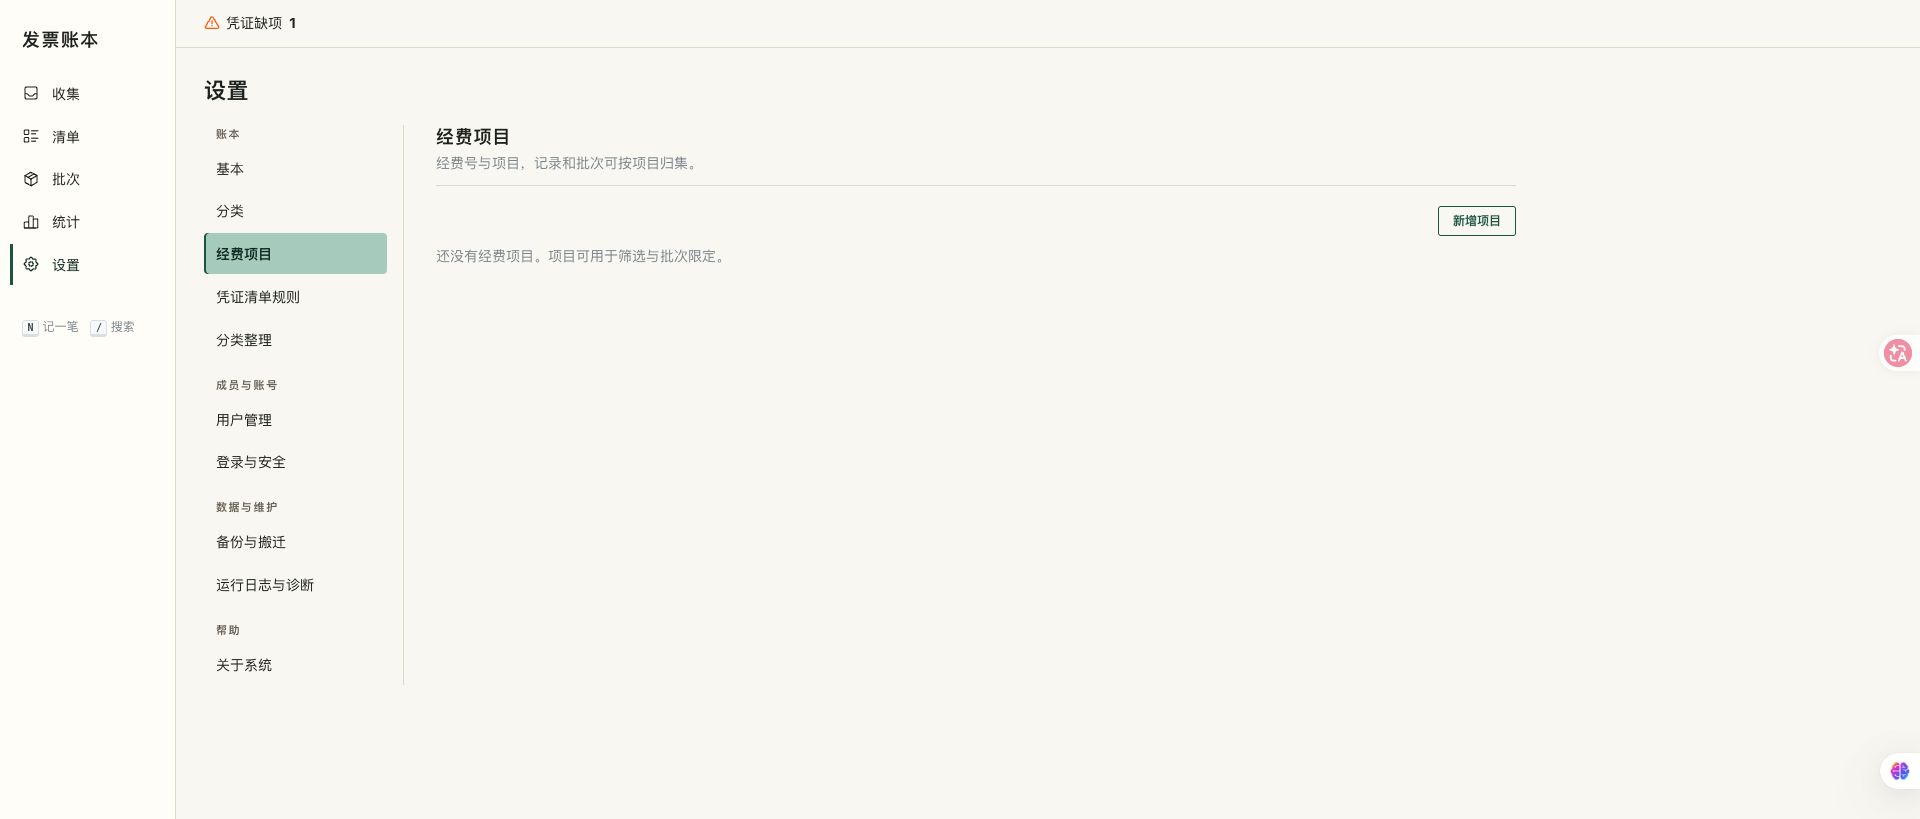 发票账本
收集
清单
批次
统计
设置
N 记一笔 / 搜索
凭证缺项 1
设置
账本
基本
分类
经费项目
凭证清单规则
分类整理
成员与账号
用户管理
登录与安全
数据与维护
备份与搬迁
运行日志与诊断
帮助
关于系统
经费项目
经费号与项目，记录和批次可按项目归集。
新增项目
还没有经费项目。项目可用于筛选与批次限定。